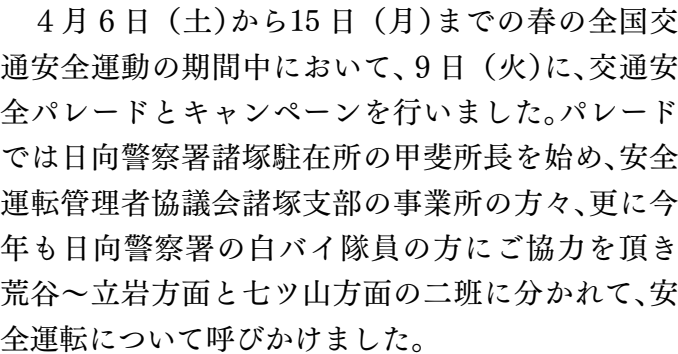 ４月６日（土）から15日（月）までの春の全国交
通安全運動の期間中において、９日（火）に、交通安
全パレードとキャンペーンを行いました。パレード
では日向警察署諸塚駐在所の甲斐所長を始め、安全
運転管理者協議会諸塚支部の事業所の方々、更に今
年も日向警察署の白バイ隊員の方にご協力を頂き
荒谷～立岩方面と七ツ山方面の二班に分かれて、安
全運転について呼びかけました。